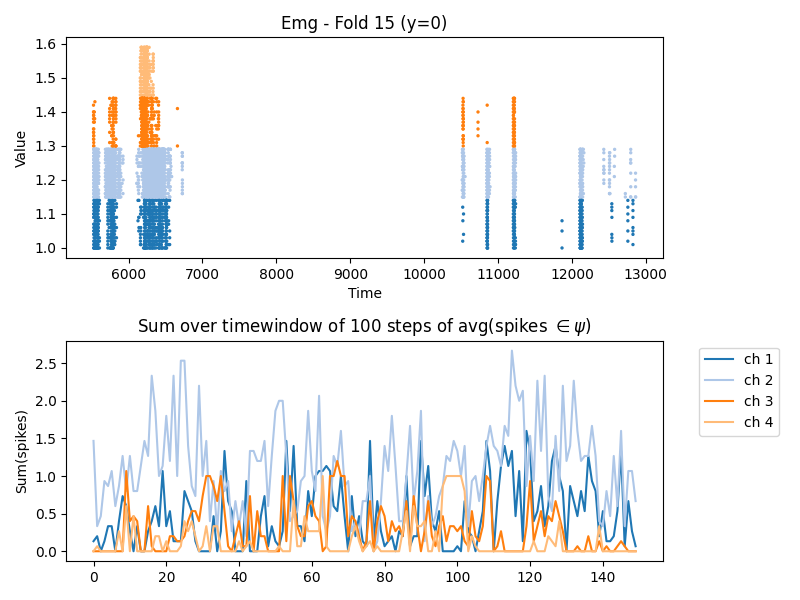 Emg - Fold 15 (y=0)
Value
1.6
1.5
1.4
1.3
1.2
1.1
1.0
6000 7000 8000 9000 10000 11000 12000 13000
Time
Sum over timewindow of 100 steps of avg(spikes ∈ ψ)
Sum(spikes)
2.5
2.0
1.5
1.0
0.5
0.0
0 20 40 60 80 100 120 140
ch 1
ch 2
ch 3
ch 4